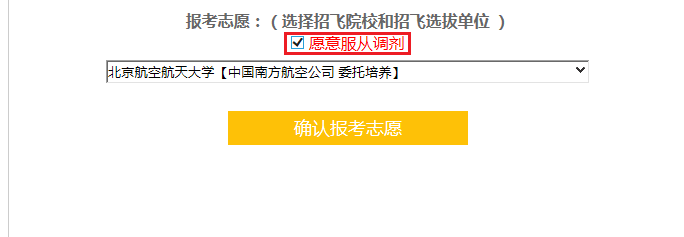 报考志愿：（选择招飞院校和招飞选拔单位 ）
愿意服从调剂
北京航空航天大学【中国南方航空公司 委托培养】
确认报考志愿